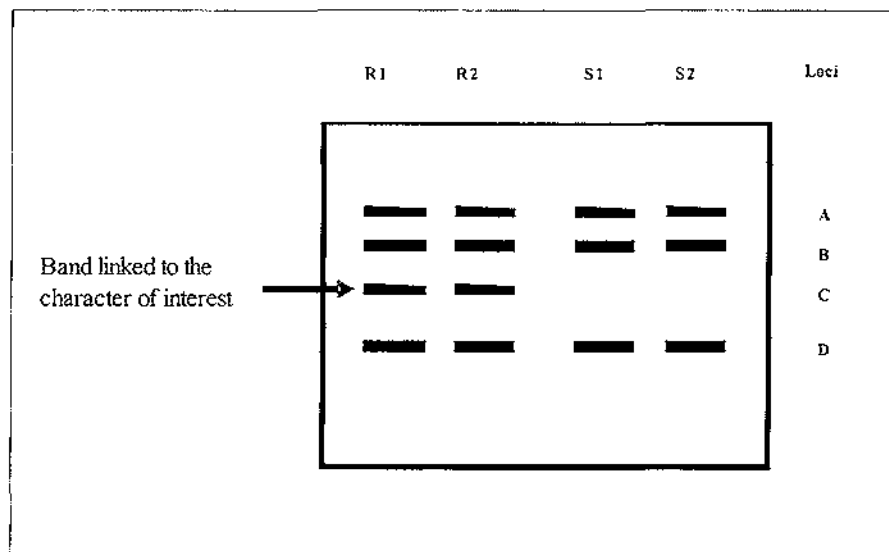 R1 R2 S1 S2 Loci
A
B
Band linked to the
character of interest
C
D